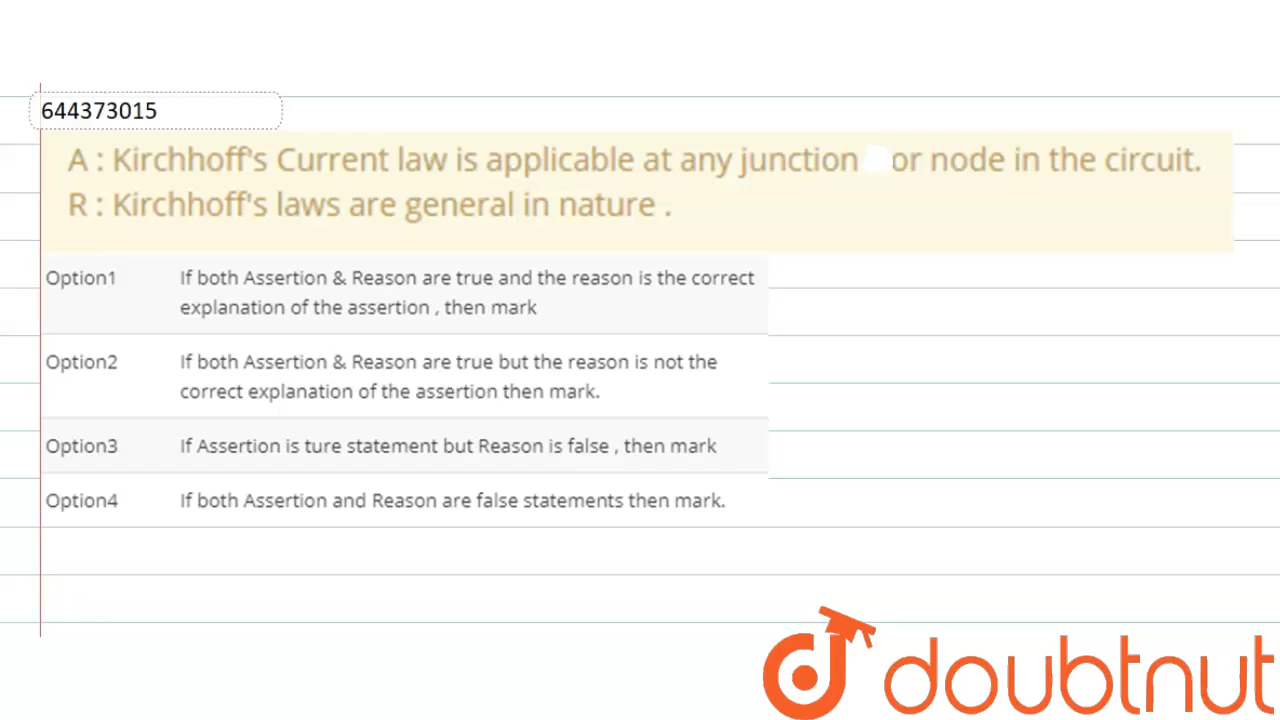 644373015
A : Kirchhoff's Current law is applicable at any junction or node in the circuit.
R : Kirchhoff's laws are general in nature .
Option1 If both Assertion & Reason are true and the reason is the correct
explanation of the assertion , then mark
Option2 If both Assertion & Reason are true but the reason is not the
correct explanation of the assertion then mark.
Option3 If Assertion is ture statement but Reason is false , then mark
Option4 If both Assertion and Reason are false statements then mark.
doubtnut